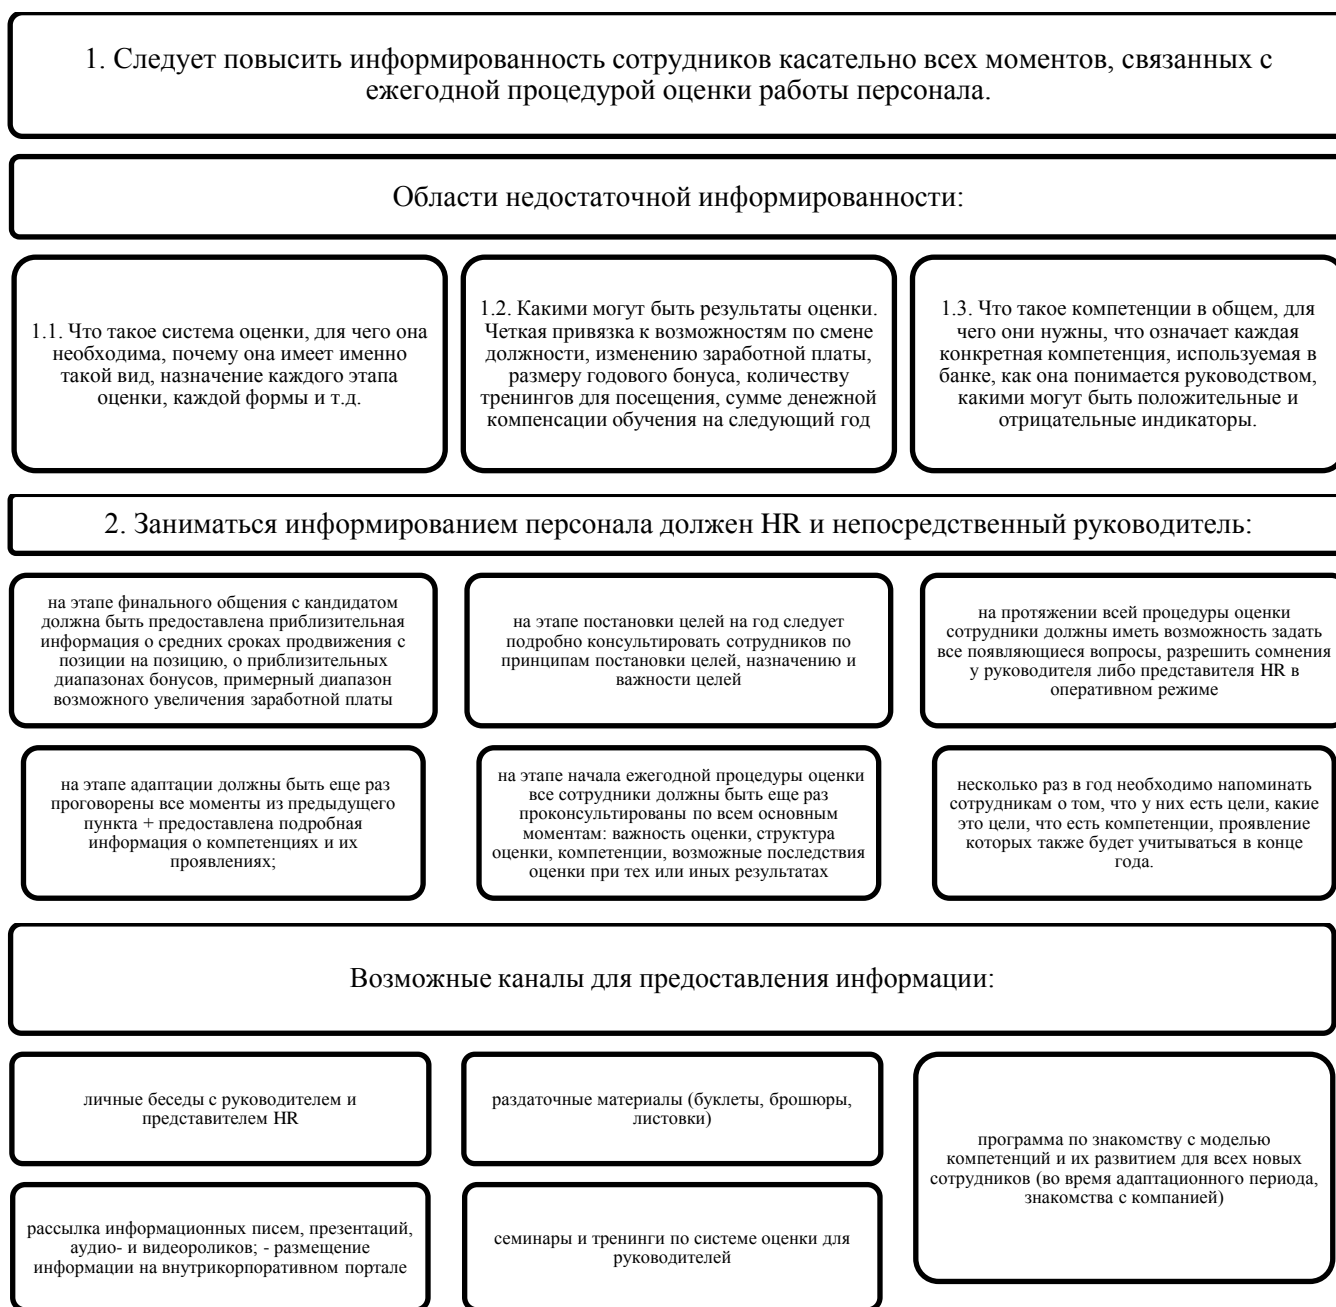 1. Следует повысить информированность сотрудников касательно всех моментов, связанных с
ежегодной процедурой оценки работы персонала.
Области недостаточной информированности:
1.1. Что такое система оценки, для чего она
необходима, почему она имеет именно
такой вид, назначение каждого этапа
оценки, каждой формы и т.д.
1.2. Какими могут быть результаты оценки.
Четкая привязка к возможностям по смене
должности, изменению заработной платы,
размеру годового бонуса, количеству
тренингов для посещения, сумме денежной
компенсации обучения на следующий год
1.3. Что такое компетенции в общем, для
чего они нужны, что означает каждая
конкретная компетенция, используемая в
банке, как она понимается руководством,
какими могут быть положительные и
отрицательные индикаторы.
2. Заниматься информированием персонала должен HR и непосредственный руководитель:
на этапе финального общения с кандидатом
должна быть предоставлена приблизительная
информация о средних сроках продвижения с
позиции на позицию, о приблизительных
диапазонах бонусов, примерный диапазон
возможного увеличения заработной платы
на этапе постановки целей на год следует
подробно консультировать сотрудников по
принципам постановки целей, назначению и
важности целей
на протяжении всей процедуры оценки
сотрудники должны иметь возможность задать
все появляющиеся вопросы, разрешить сомнения
у руководителя либо представителя HR в
оперативном режиме
на этапе адаптации должны быть еще раз
проговорены все моменты из предыдущего
пункта + предоставлена подробная
информация о компетенциях и их
проявлениях;
на этапе начала ежегодной процедуры оценки
все сотрудники должны быть еще раз
проконсультированы по всем основным
моментам: важность оценки, структура
оценки, компетенции, возможные последствия
оценки при тех или иных результатах
несколько раз в год необходимо напоминать
сотрудникам о том, что у них есть цели, какие
это цели, что есть компетенции, проявление
которых также будет учитываться в конце
года.
Возможные каналы для предоставления информации:
личные беседы с руководителем и
представителем HR
раздаточные материалы (буклеты, брошюры,
листовки)
программа по знакомству с моделью
компетенций и их развитием для всех новых
сотрудников (во время адаптационного периода,
знакомства с компанией)
рассылка информационных писем, презентаций,
аудио- и видеороликов; - размещение
информации на внутрикорпоративном портале
семинары и тренинги по системе оценки для
руководителей